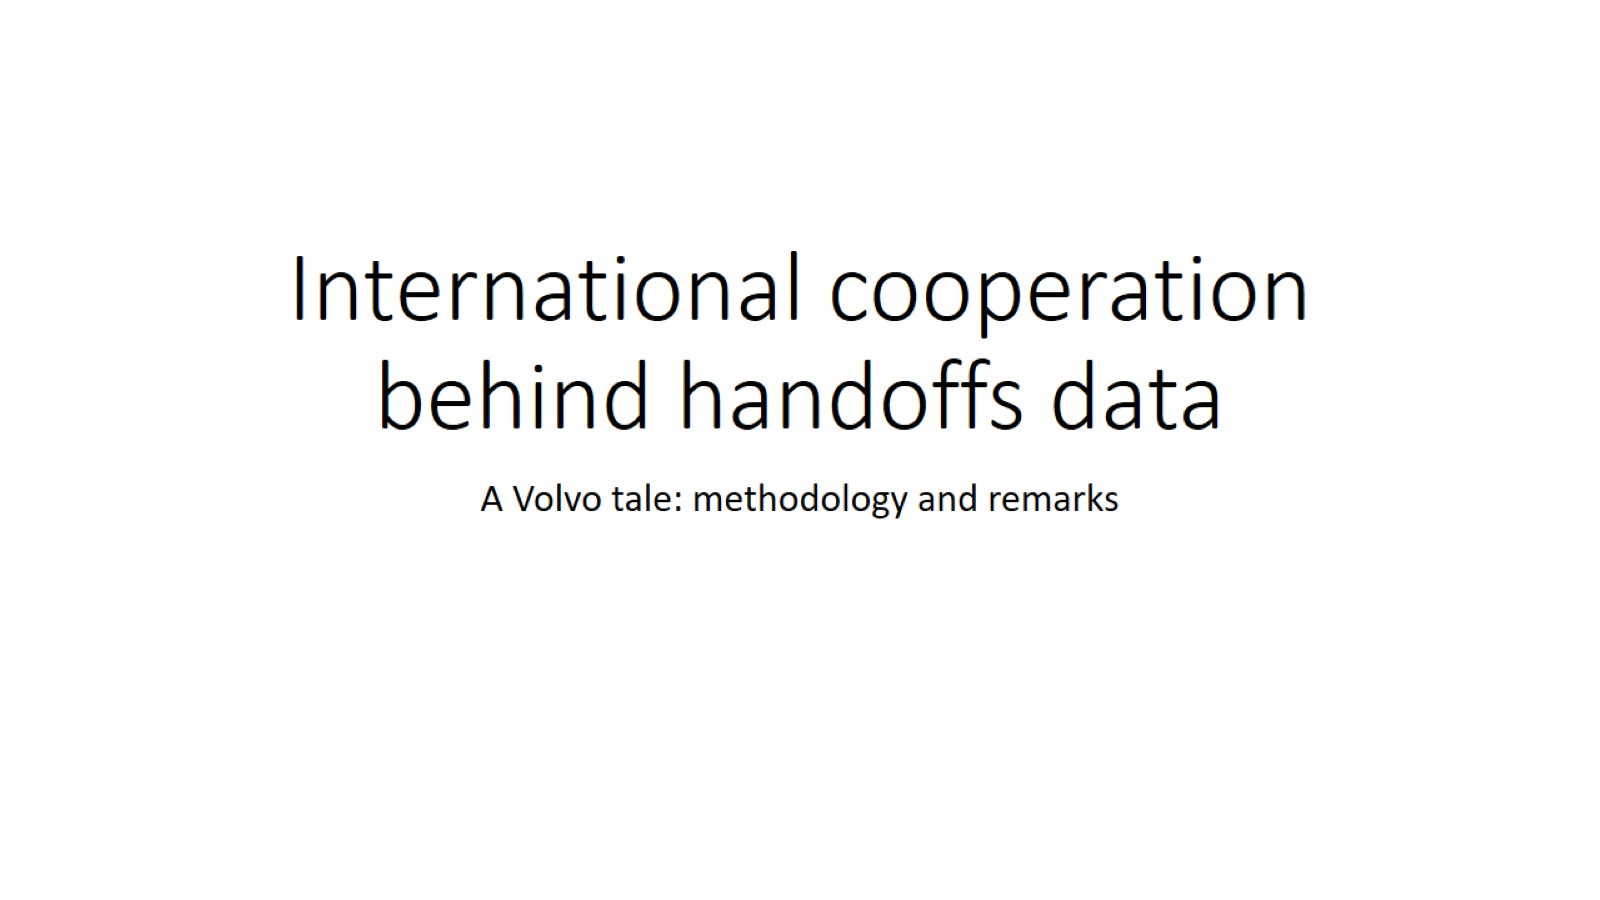 International cooperation
behind handoffs data
A Volvo tale: methodology and remarks